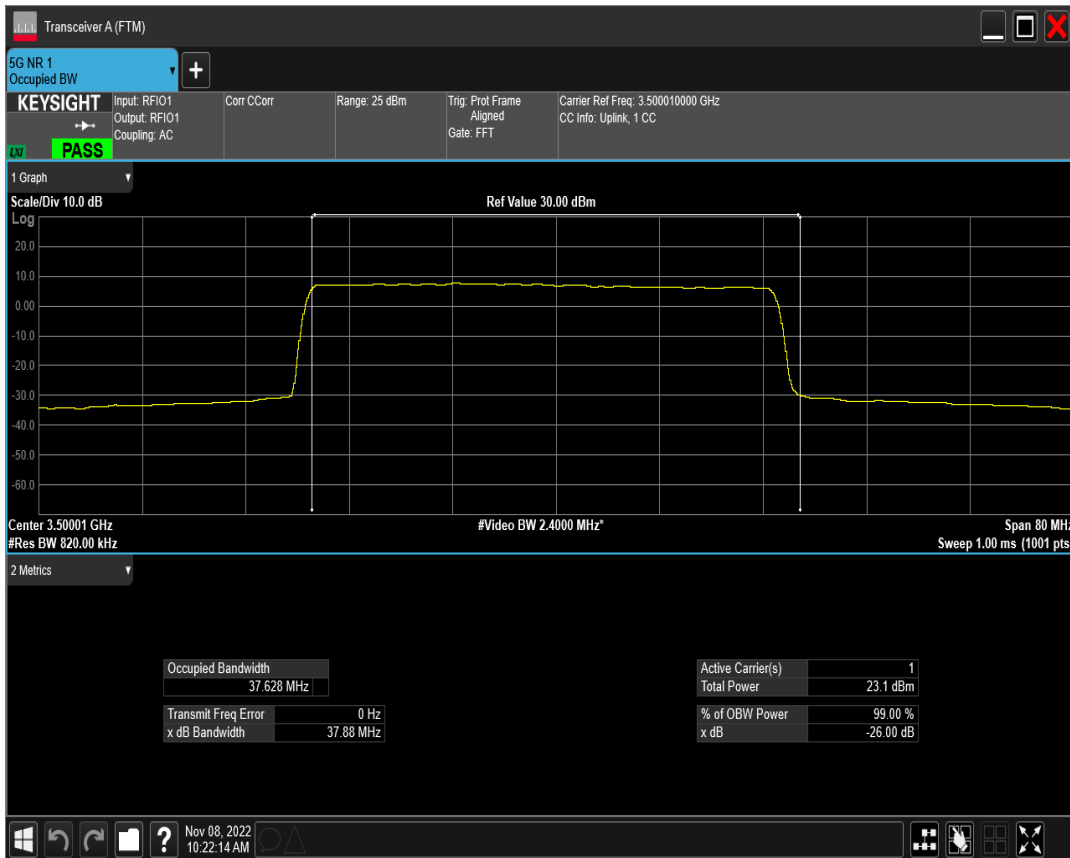 Transceiver A (FTM)
5G NR 1
Occupied BW
KEYSIGHT
LXI
PASS
Input: RFIO1
Output: RFIO1
Coupling: AC
Corr CCorr
Range: 25 dBm
Trig: Prot Frame
Aligned
Gate: FFT
Carrier Ref Freq: 3.500010000 GHz
CC Info: Uplink, 1 CC
1 Graph
Scale/Div 10.0 dB
Ref Value 30.00 dBm
Log
20.0
10.0
0.00
-10.0
-20.0
-30.0
-40.0
-50.0
-60.0
Center 3.50001 GHz
#Video BW 2.4000 MHz*
Span 80 MHz
#Res BW 820.00 kHz
Sweep 1.00 ms (1001 pts
2 Metrics
Occupied Bandwidth
37.628 MHz
Transmit Freq Error 0 Hz
x dB Bandwidth 37.88 MHz
Active Carrier(s) 1
Total Power 23.1 dBm
% of OBW Power 99.00 %
x dB -26.00 dB
?
Nov 08, 2022
10:22:14 AM